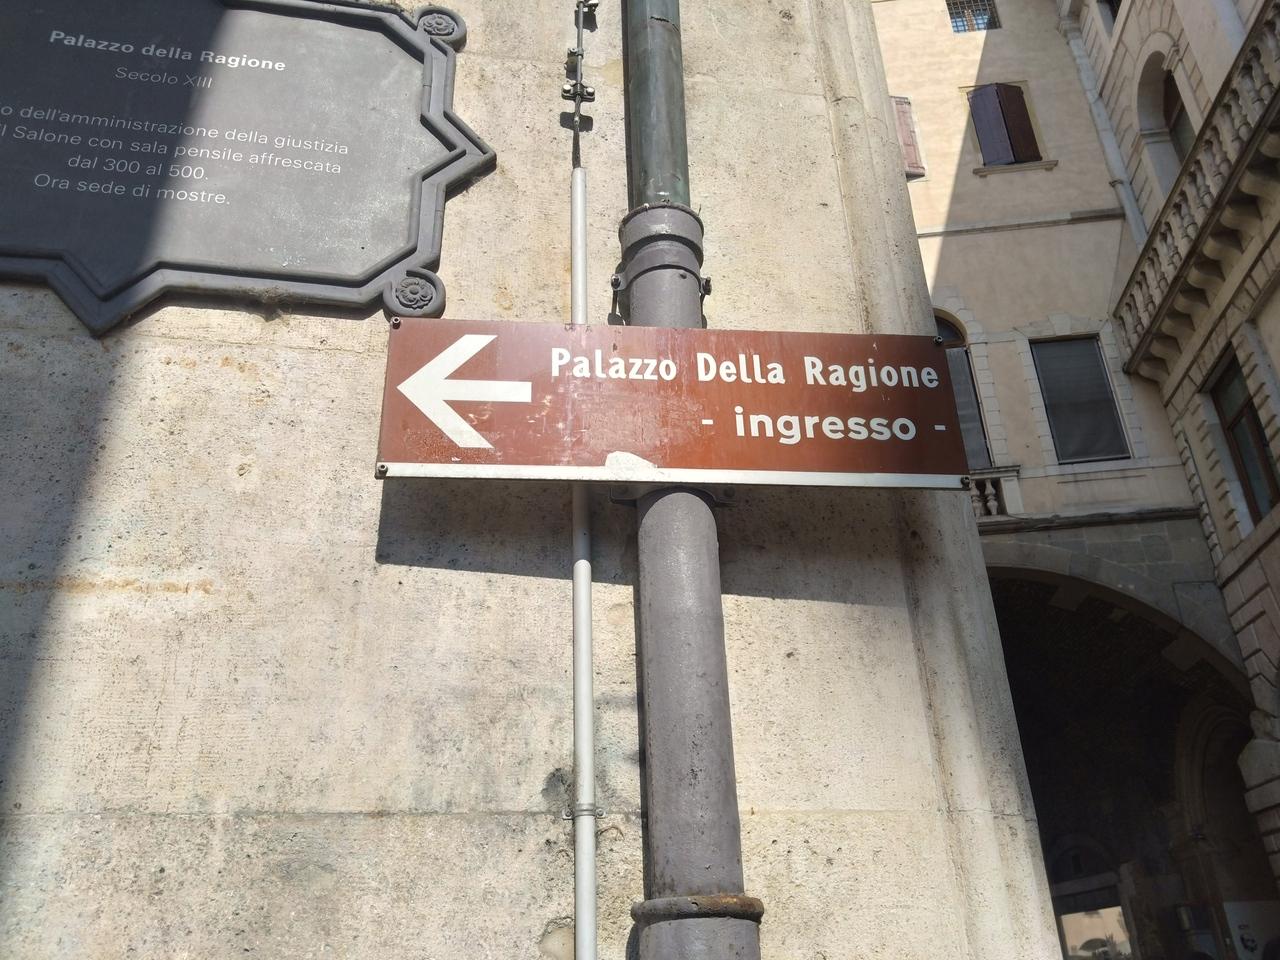 Palazzo della Ragione
Secolo XIII
dell'amministrazione della giustizia
il Salone con sala pensile affrescata
dal 300 al 500.
Ora sede di mostre.
Palazzo Della Ragione
- ingresso -